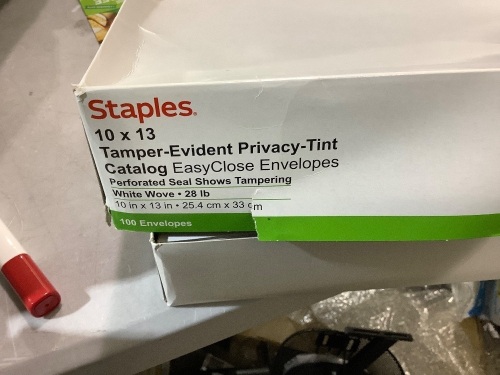 Staples.
10 x 13
Tamper-Evident Privacy-Tint
Catalog EasyClose Envelopes
Perforated Seal Shows Tampering
White Wove • 28 lb
10 in x 13 in • 25.4 cm x 33 cm
100 Envelopes